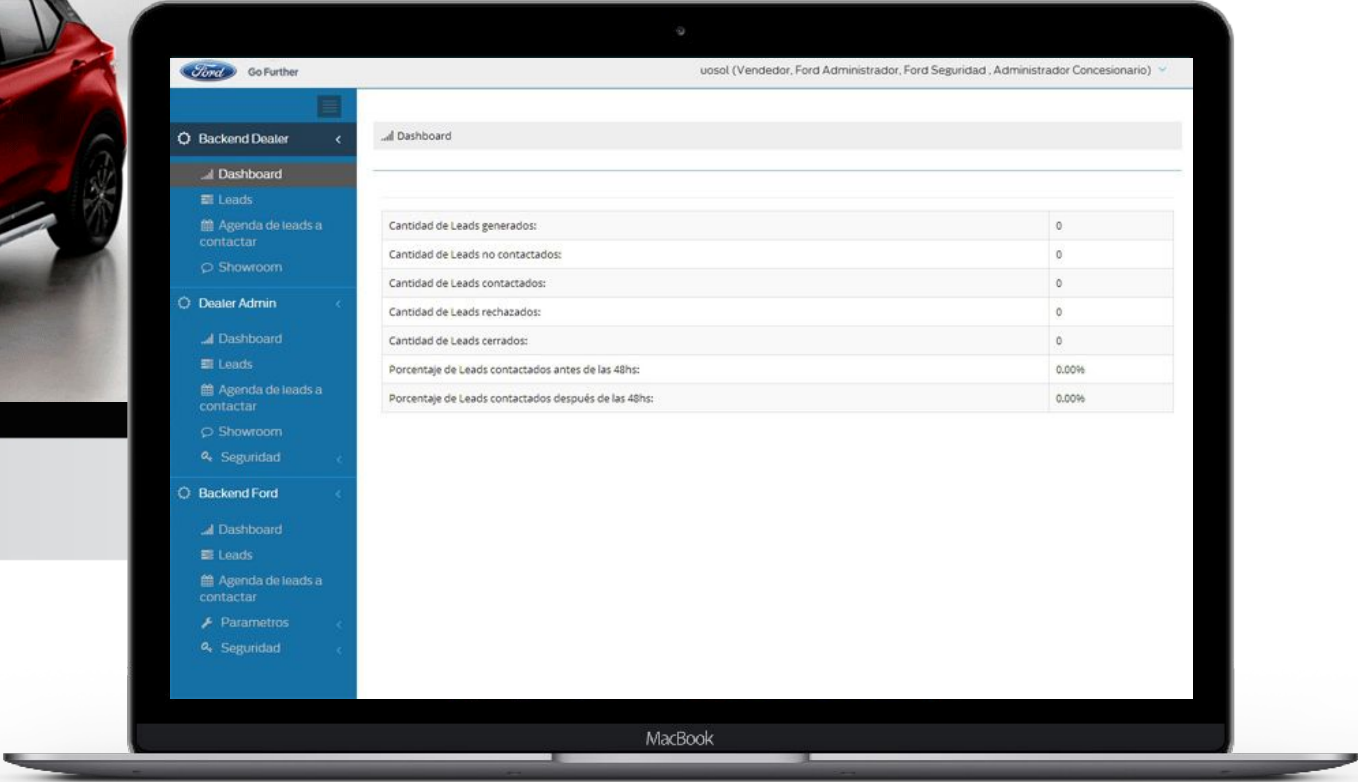 Ford
Go Further
uosol (Vendedor, Ford Administrador, Ford Seguridad , Administrador Concesionario)
Backend Dealer
Dashboard
Leads
Agenda de leads a
contactar
Showroom
Dealer Admin
Dashboard
Leads
Agenda de leads a
contactar
Showroom
Seguridad
Backend Ford
Dashboard
Leads
Agenda de leads a
contactar
Parametros
Seguridad
Dashboard
Cantidad de Leads generados: 0
Cantidad de Leads no contactados: 0
Cantidad de Leads contactados: 0
Cantidad de Leads rechazados: 0
Cantidad de Leads cerrados: 0
Porcentaje de Leads contactados antes de las 48hs: 0.00%
Porcentaje de Leads contactados después de las 48hs: 0.00%
MacBook